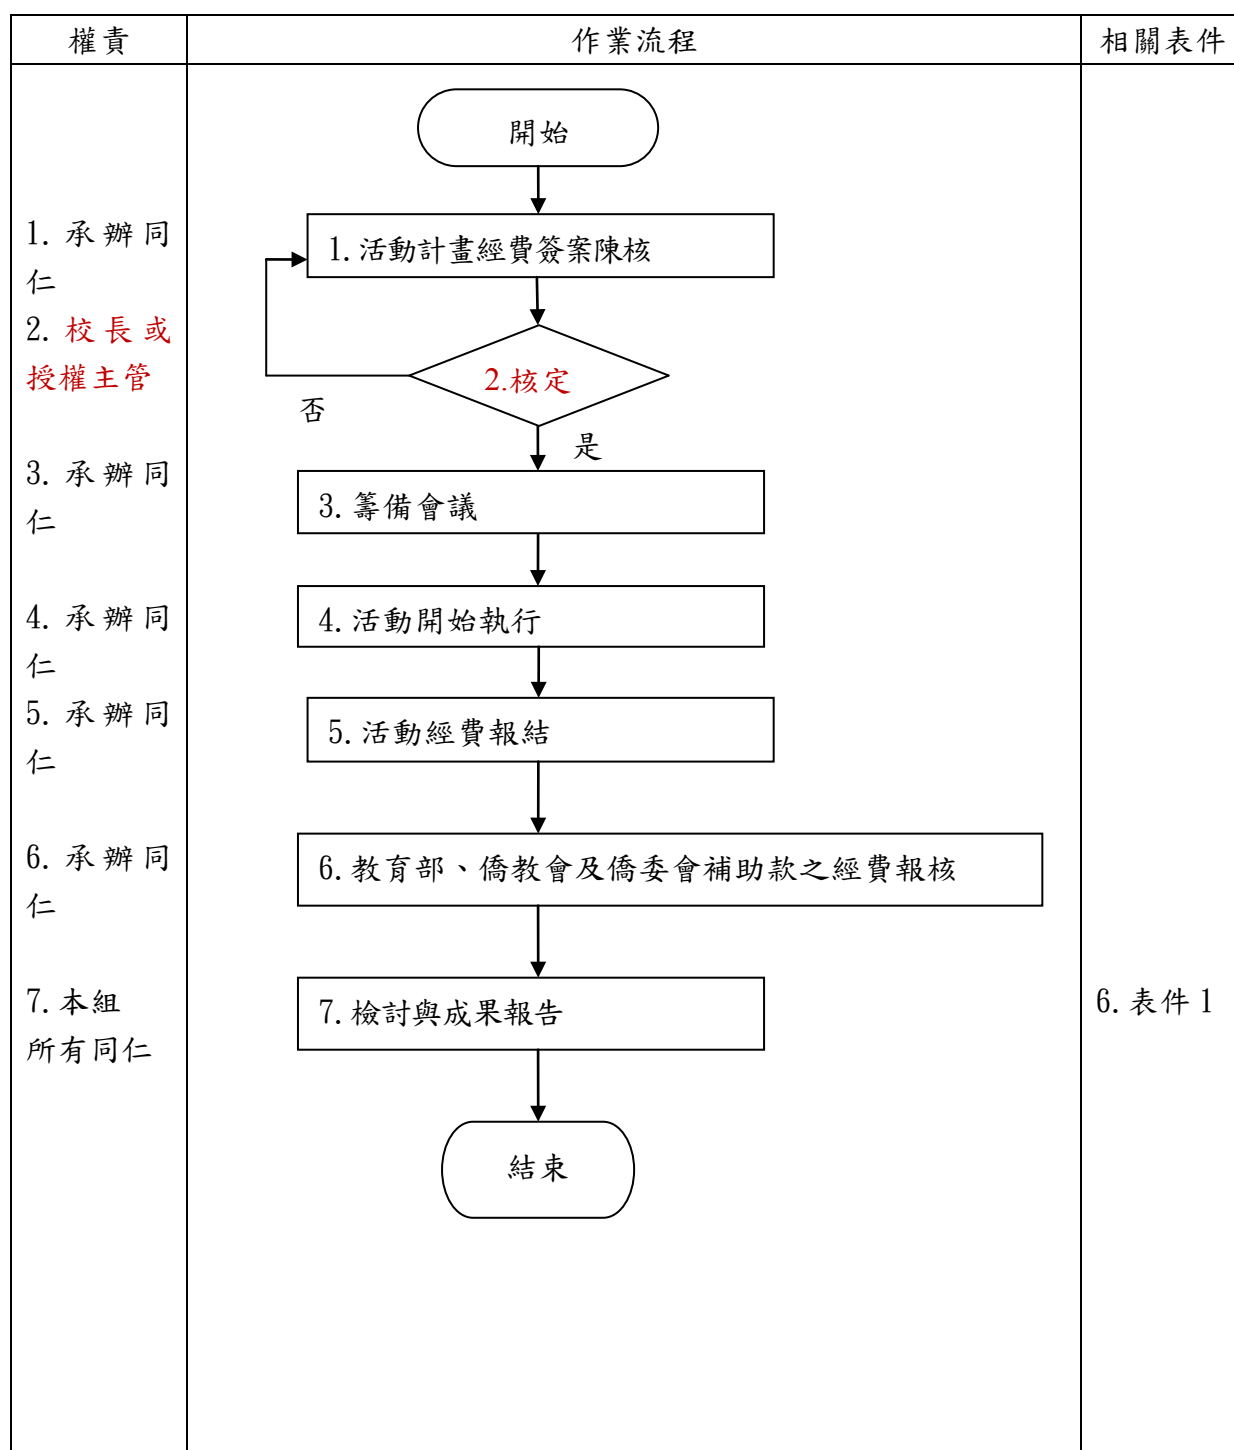 權責
作業流程
相關表件
開始
1. 承辦同
仁
1.活動計畫經費簽案陳核
2. 校長或
授權主管
2.核定
否
是
3. 承辦同
仁
3.籌備會議
4. 承辦同
仁
4.活動開始執行
5. 承辦同
仁
5.活動經費報結
6. 承辦同
仁
6.教育部、僑教會及僑委會補助款之經費報核
7.本組
所有同仁
7.檢討與成果報告
6.表件1
結束